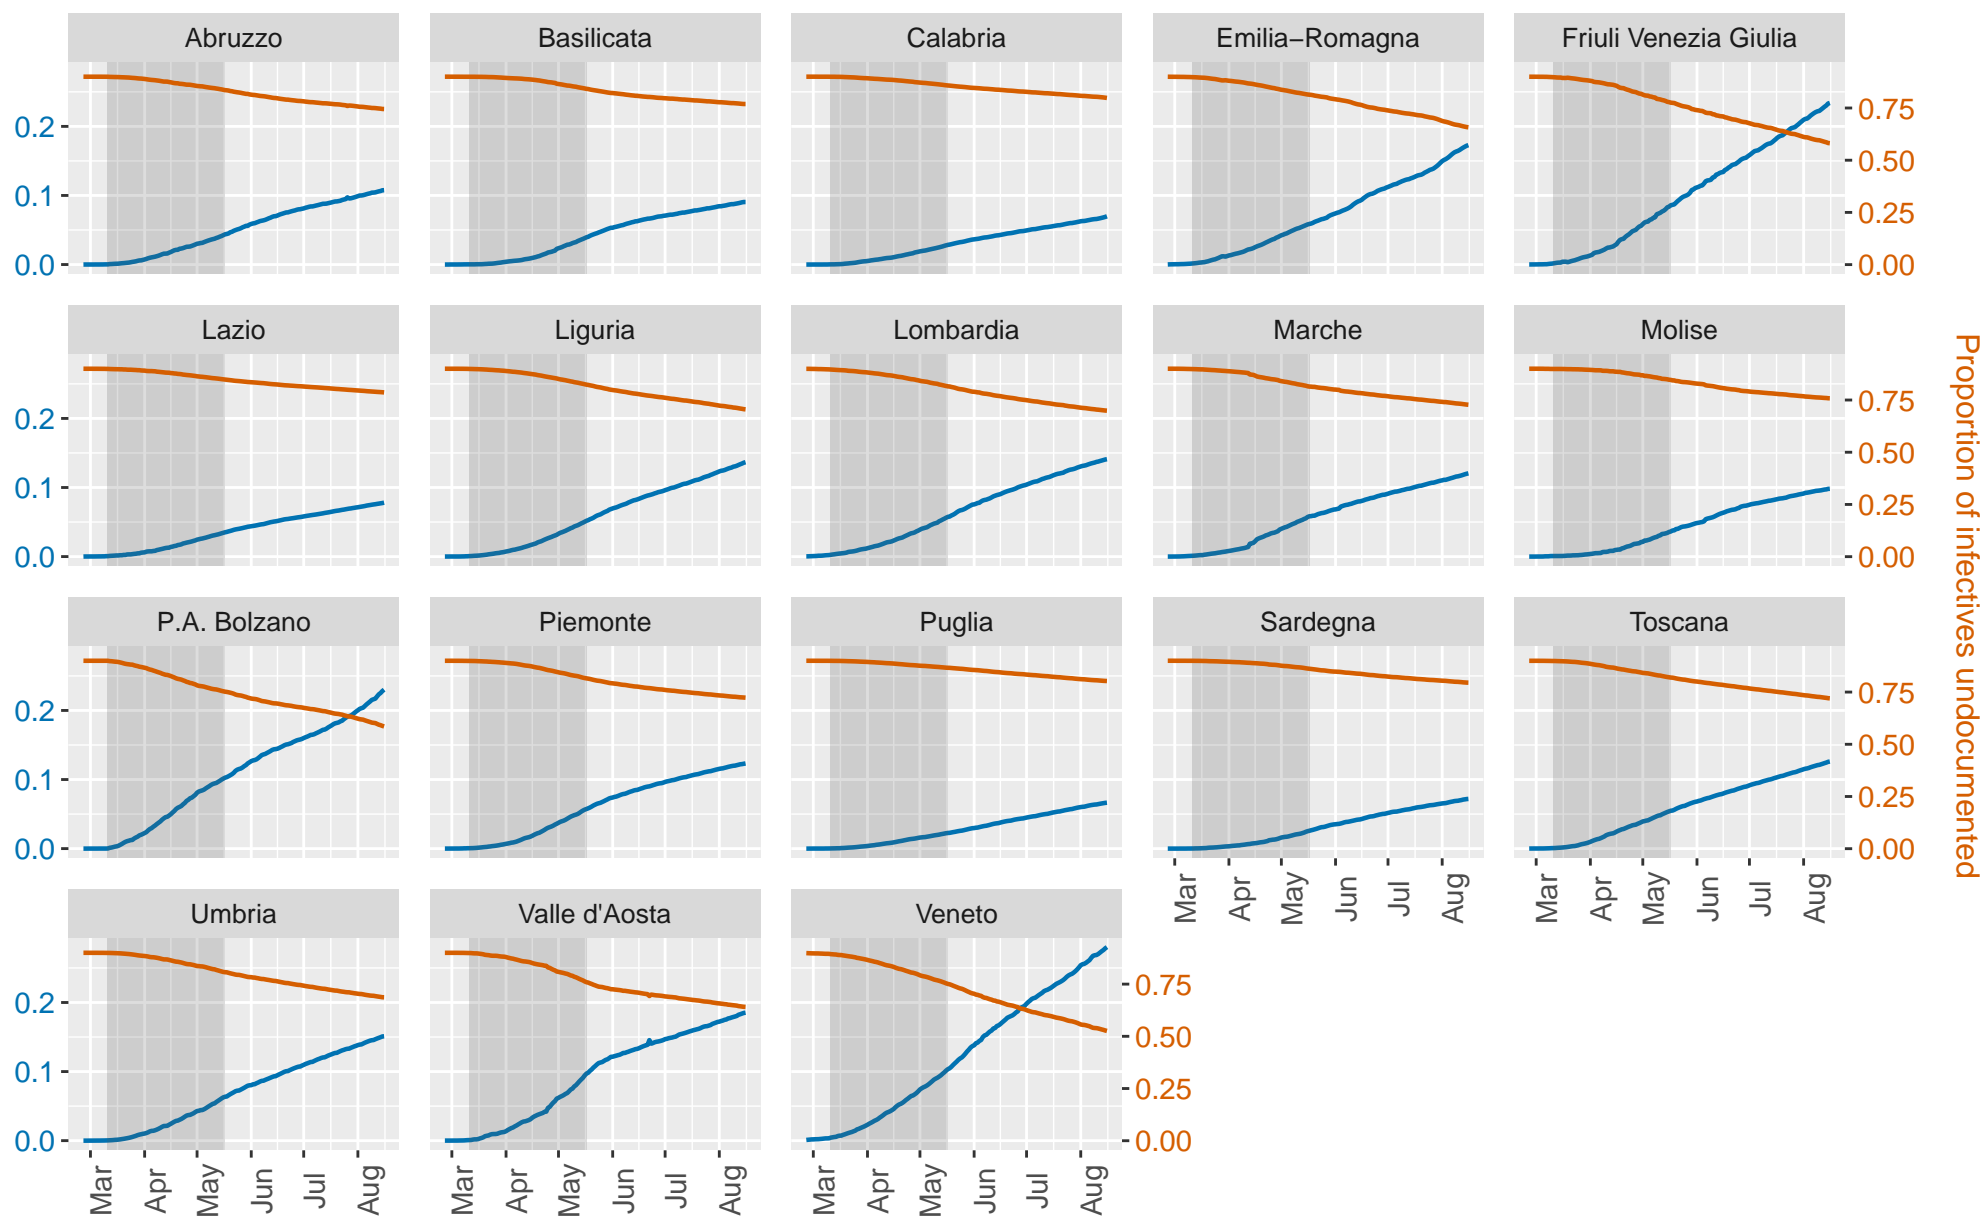 Abruzzo Basilicata Calabria Emilia−Romagna Friuli Venezia Giulia
0.2 0.75
0.50
0.1 0.25
0.0 0.00
Lazio Liguria Lombardia Marche Molise
0.2 0.75
0.50
0.1 0.25
0.0 0.00
Proportion of infectives undocumented
P.A. Bolzano Piemonte Puglia Sardegna Toscana
0.2 0.75
0.50
0.1 0.25
0.0 0.00
Mar Apr May Jun Jul Aug Mar Apr May Jun Jul Aug
Umbria Valle d'Aosta Veneto
0.2 0.75
0.50
0.1 0.25
0.0 0.00
Mar Apr May Jun Jul Aug Mar Apr May Jun Jul Aug Mar Apr May Jun Jul Aug